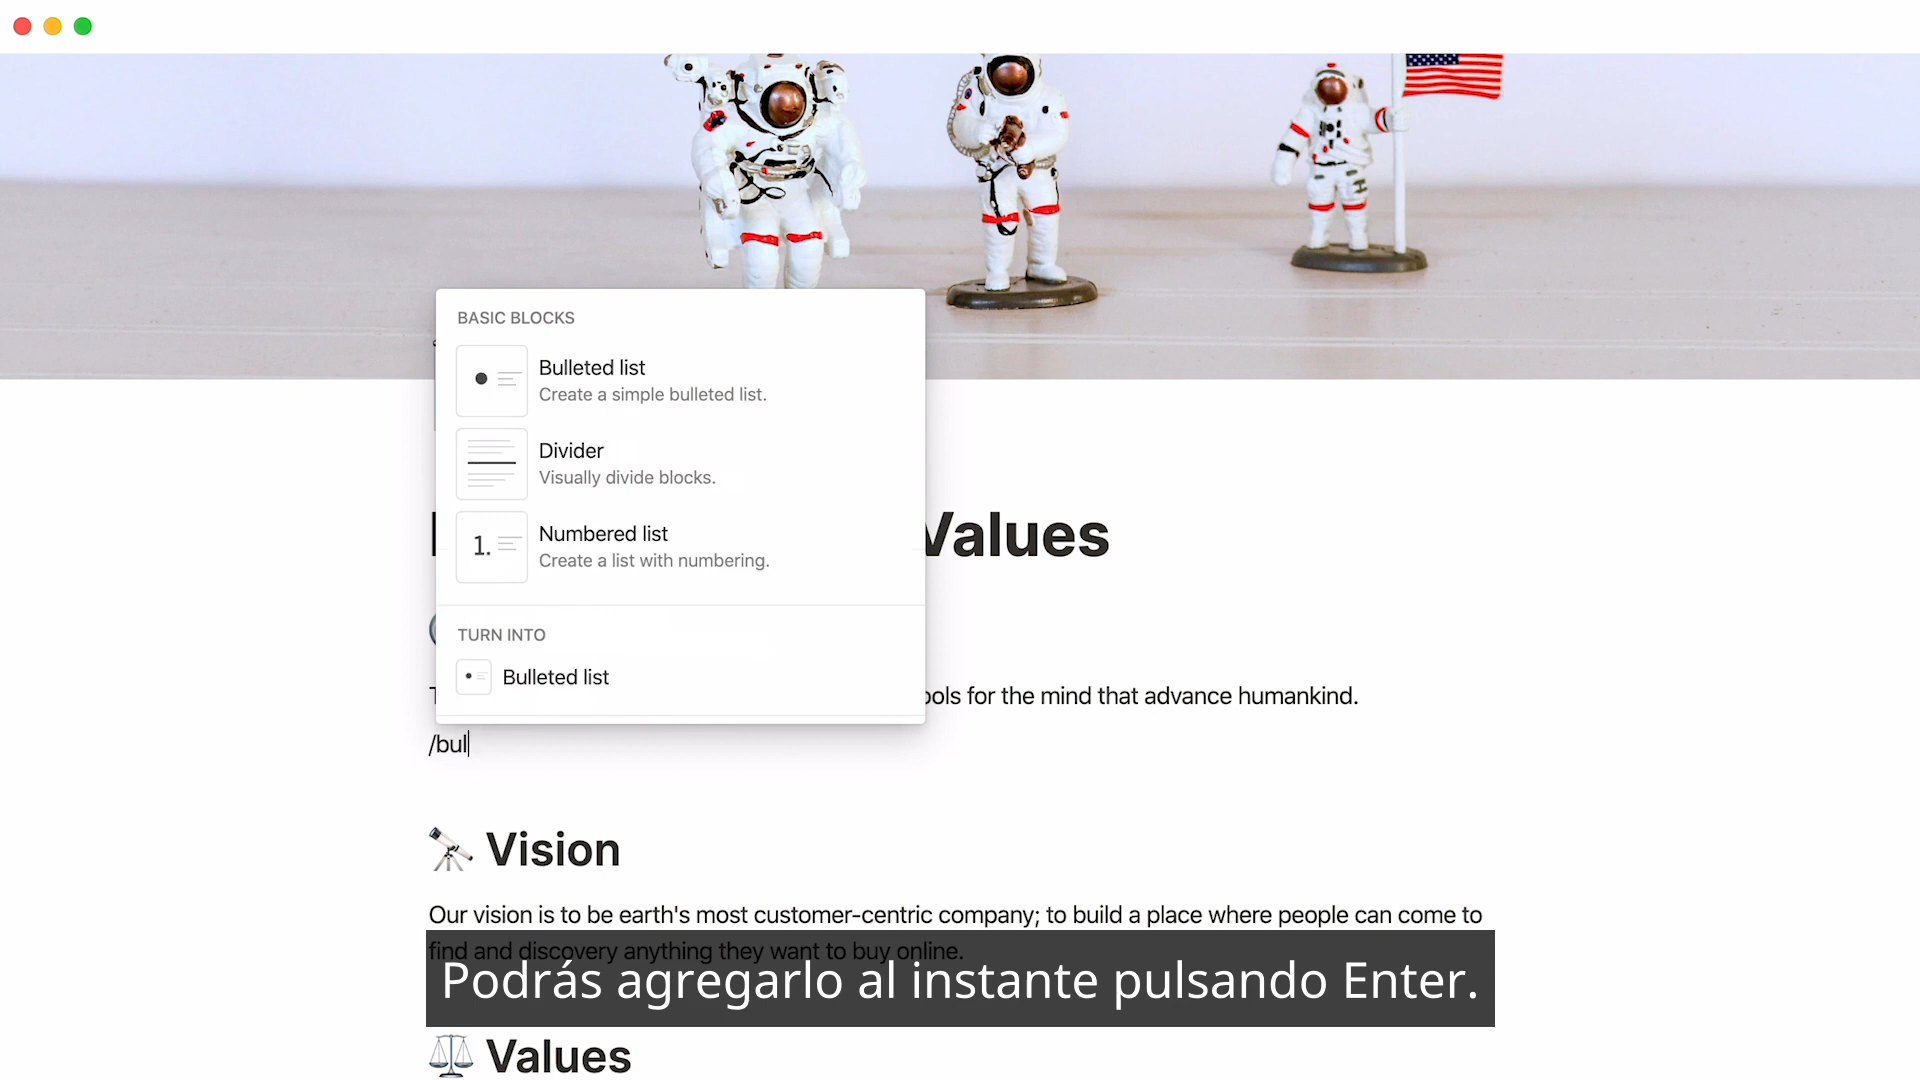 BASIC BLOCKS
Bulleted list
Create a simple bulleted list.
Divider
Visually divide blocks.
1.
Numbered list
Create a list with numbering.
Values
TURN INTO
Bulleted list
for the mind that advance humankind.
/bul
Vision
Our vision is to be earth's most customer-centric company; to build a place where people can come to
find and discovery anything they want to buy online.
Podrás agregarlo al instante pulsando Enter.
Values